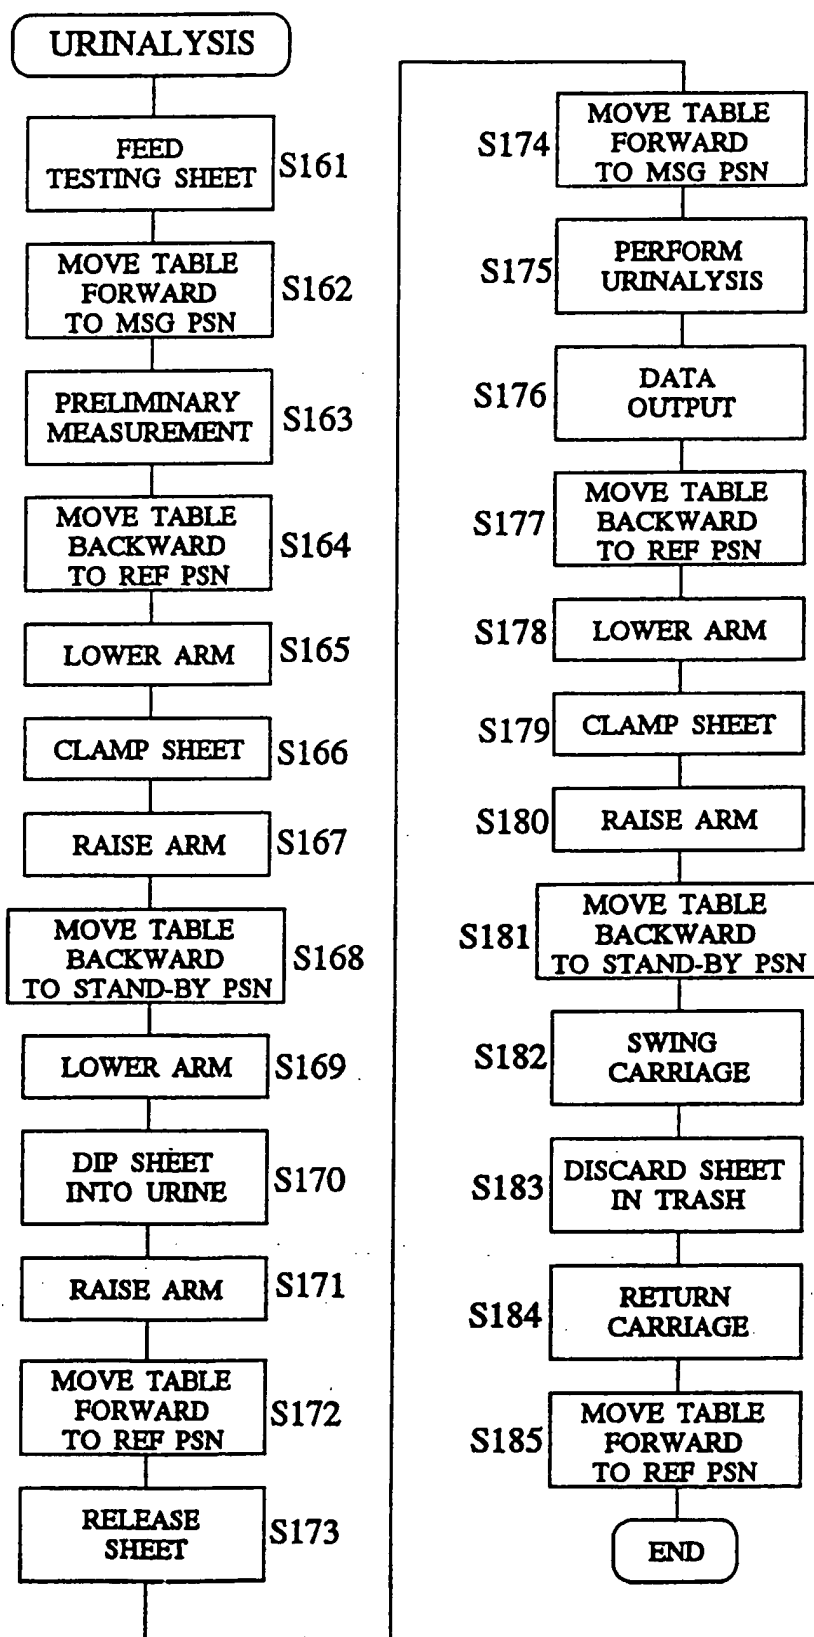 URINALYSIS
FEED
TESTING SHEET
S161
MOVE TABLE
FORWARD
TO MSG PSN
S162
PRELIMINARY
MEASUREMENT
S163
MOVE TABLE
BACKWARD
TO REF PSN
S164
LOWER ARM
S165
CLAMP SHEET
S166
RAISE ARM
S167
MOVE TABLE
BACKWARD
TO STAND-BY PSN
S168
LOWER ARM
S169
DIP SHEET
INTO URINE
S170
RAISE ARM
S171
MOVE TABLE
FORWARD
TO REF PSN
S172
RELEASE
SHEET
S173
S174
MOVE TABLE
FORWARD
TO MSG PSN
S175
PERFORM
URINALYSIS
S176
DATA
OUTPUT
S177
MOVE TABLE
BACKWARD
TO REF PSN
S178
LOWER ARM
S179
CLAMP SHEET
S180
RAISE ARM
S181
MOVE TABLE
BACKWARD
TO STAND-BY PSN
S182
SWING
CARRIAGE
S183
DISCARD SHEET
IN TRASH
S184
RETURN
CARRIAGE
S185
MOVE TABLE
FORWARD
TO REF PSN
END